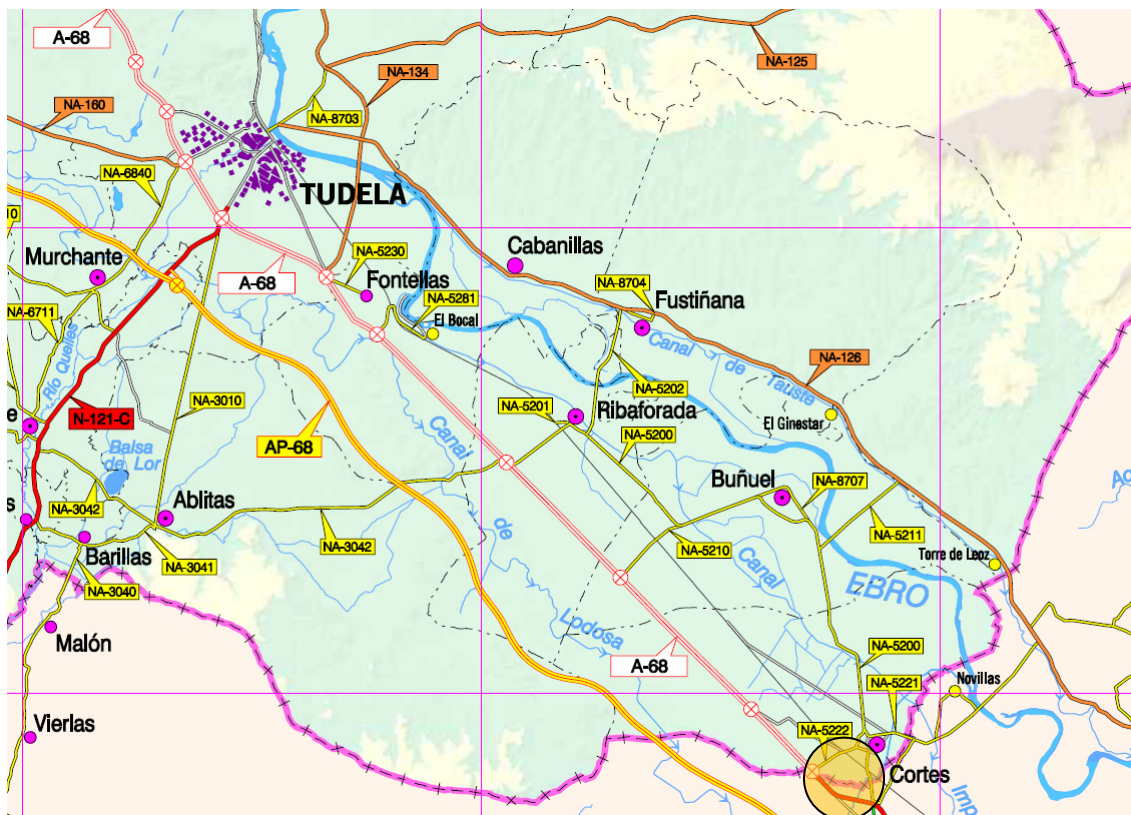 A-68
NA-134
NA-125
NA-160
NA-8703
NA-6840
TUDELA
10
Murchante
NA-5230
Cabanillas
A-68
Fontellas
NA-8704
Fustiñana
NA-5281
El Bocal
NA-6711
Río Queiles
Canal de Tauste
NA-126
NA-5202
N-121-C
NA-3010
AP-68
NA-5201
Ribaforada
El Ginestar
e
Canal
NA-5200
Balsa
de Lor
Buñuel
NA-8707
NA-3042
s
Ablitas
NA-3042
NA-5210
NA-5211
Barillas
NA-3041
de
Canal
Torre de Leoz
NA-3040
EBRO
Lodosa
Malón
A-68
NA-5200
NA-5221
Novillas
Vierlas
NA-5222
Cortes
Imp